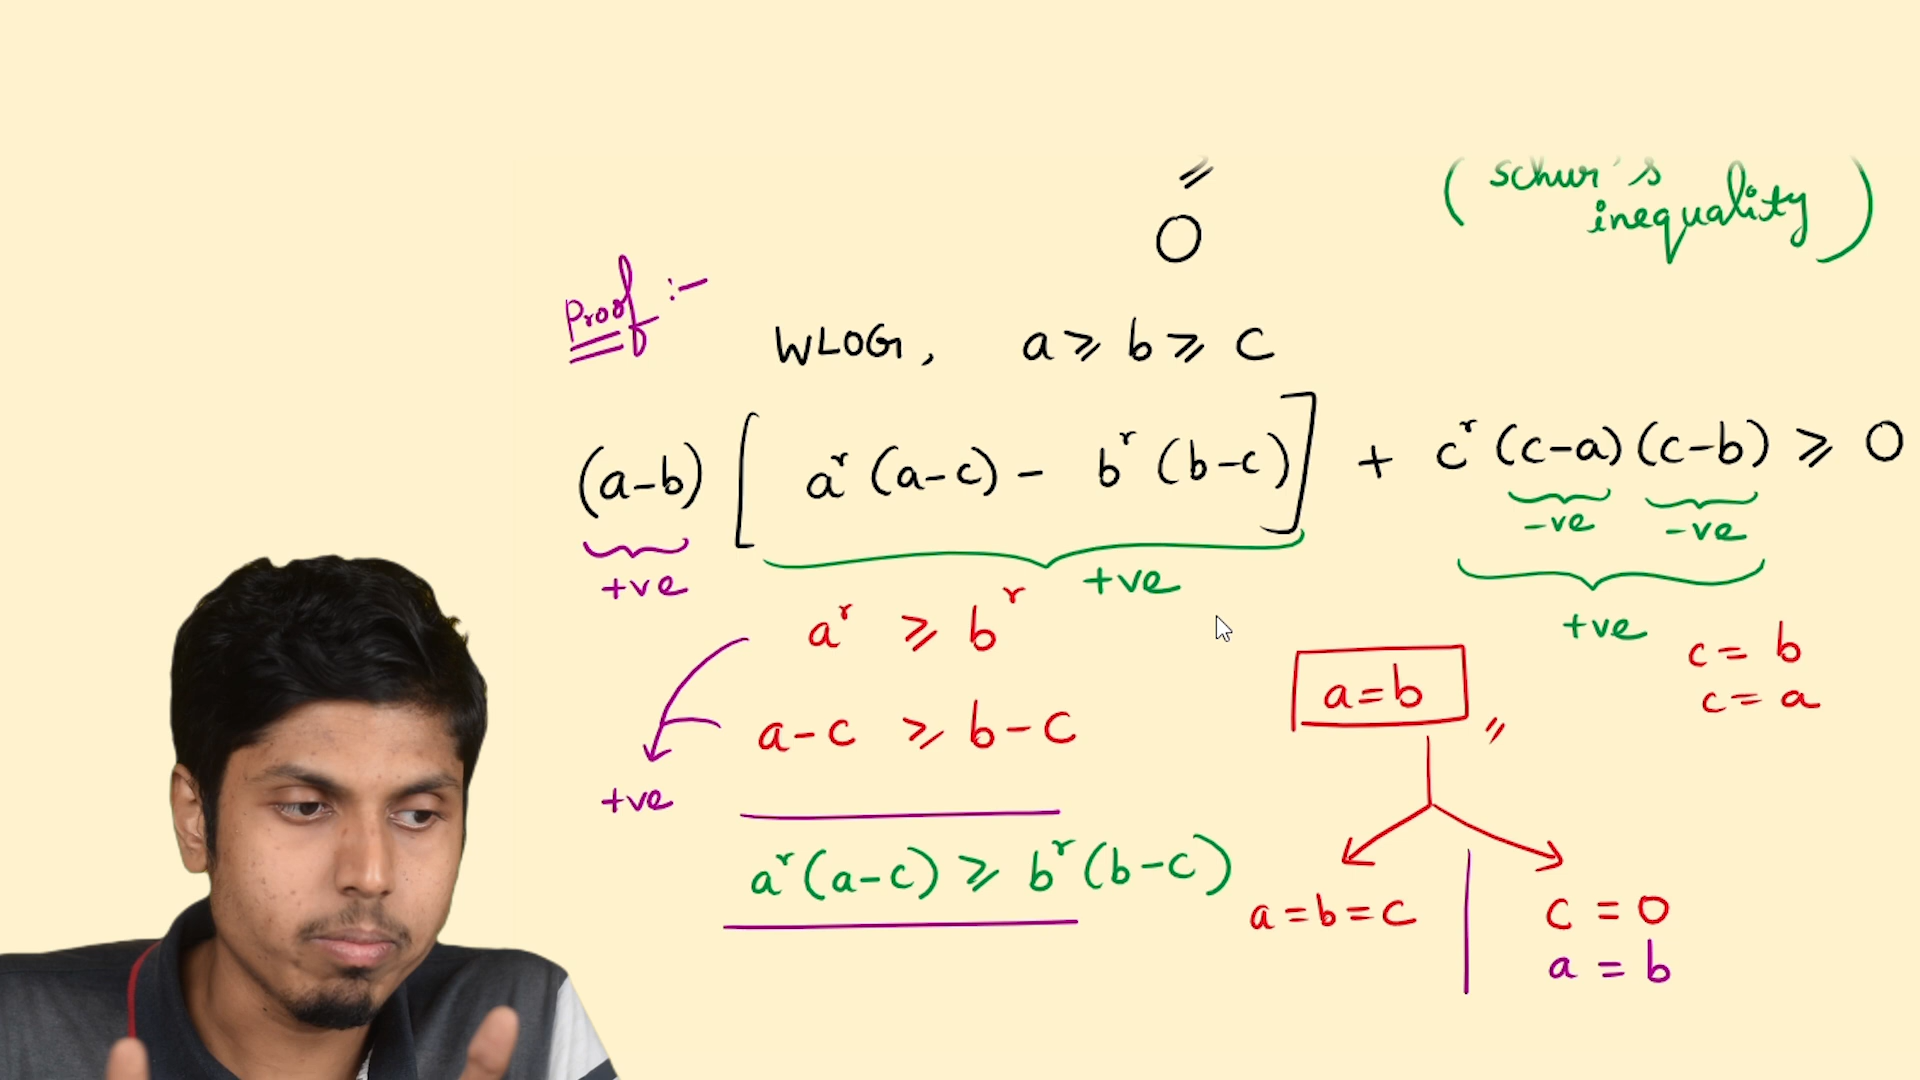 (schur's
inequality)
〃
0
Proof :-
WLOG, a ≥ b ≥ c
(a-b) [ a^r (a-c) - b^r (b-c) ] + c^r (c-a) (c-b) ≥ 0
-ve -ve
+ve +ve +ve
a^r ≥ b^r
c = b
a=b c = a
a-c ≥ b-c
+ve
a^r (a-c) ≥ b^r (b-c)
a=b=c c = 0
a = b